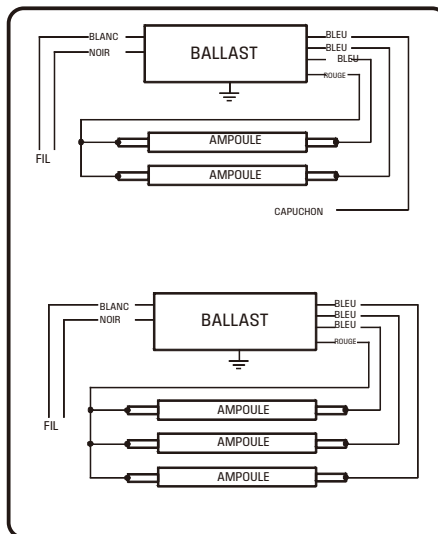 BLANC
BLEU
BLEU
NOIR
BALLAST
BLEU
ROUGE
AMPOULE
FIL
AMPOULE
CAPUCHON
BLANC
BLEU
BLEU
NOIR
BALLAST
BLEU
ROUGE
AMPOULE
FIL
AMPOULE
AMPOULE